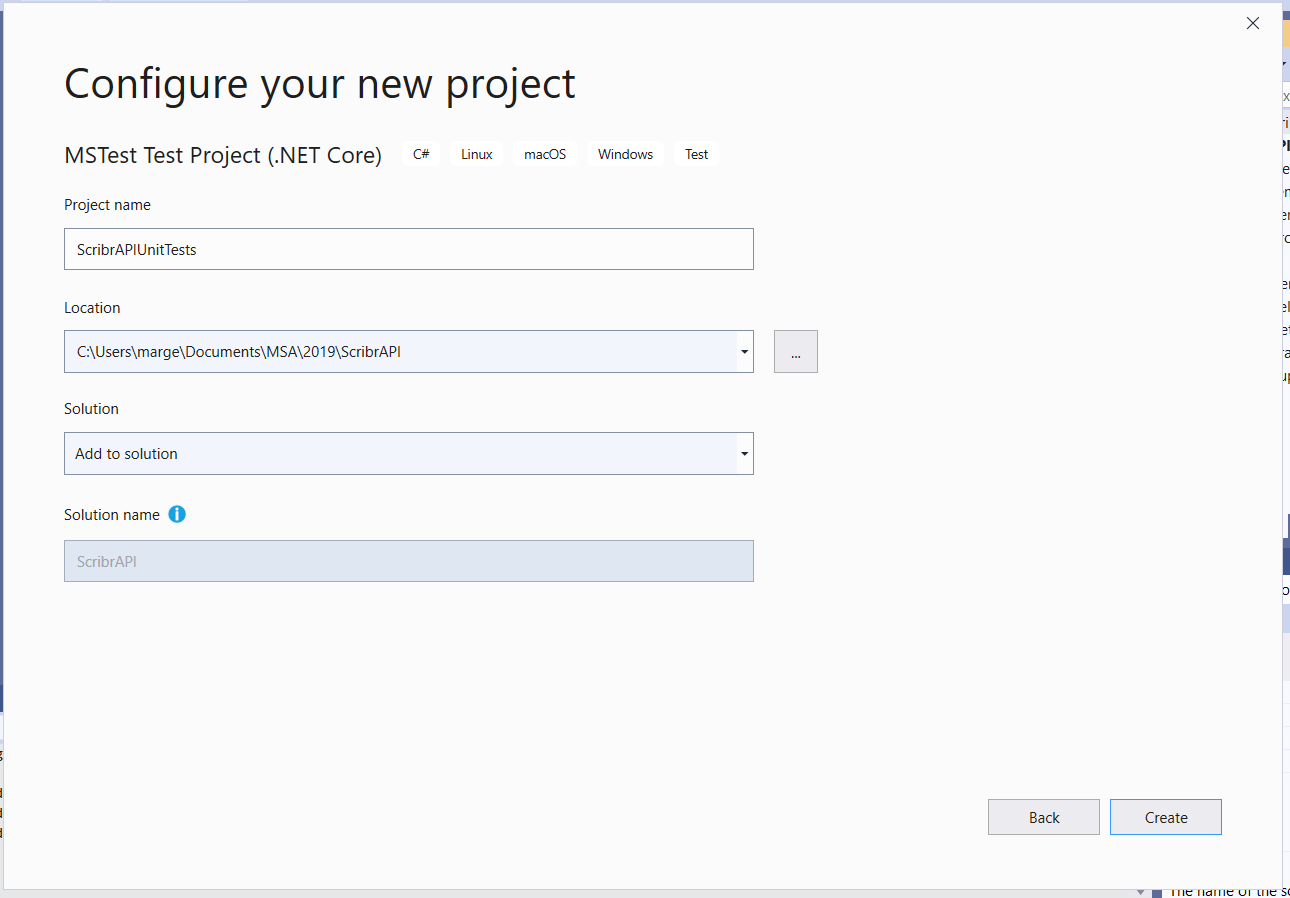 Configure your new project
MSTest Test Project (.NET Core) C# Linux macOS Windows Test
Project name
ScribrAPIUnitTests
Location
C:\Users\marge\Documents\MSA\2019\ScribrAPI
...
Solution
Add to solution
Solution name
ScribrAPI
Back Create
The name of the